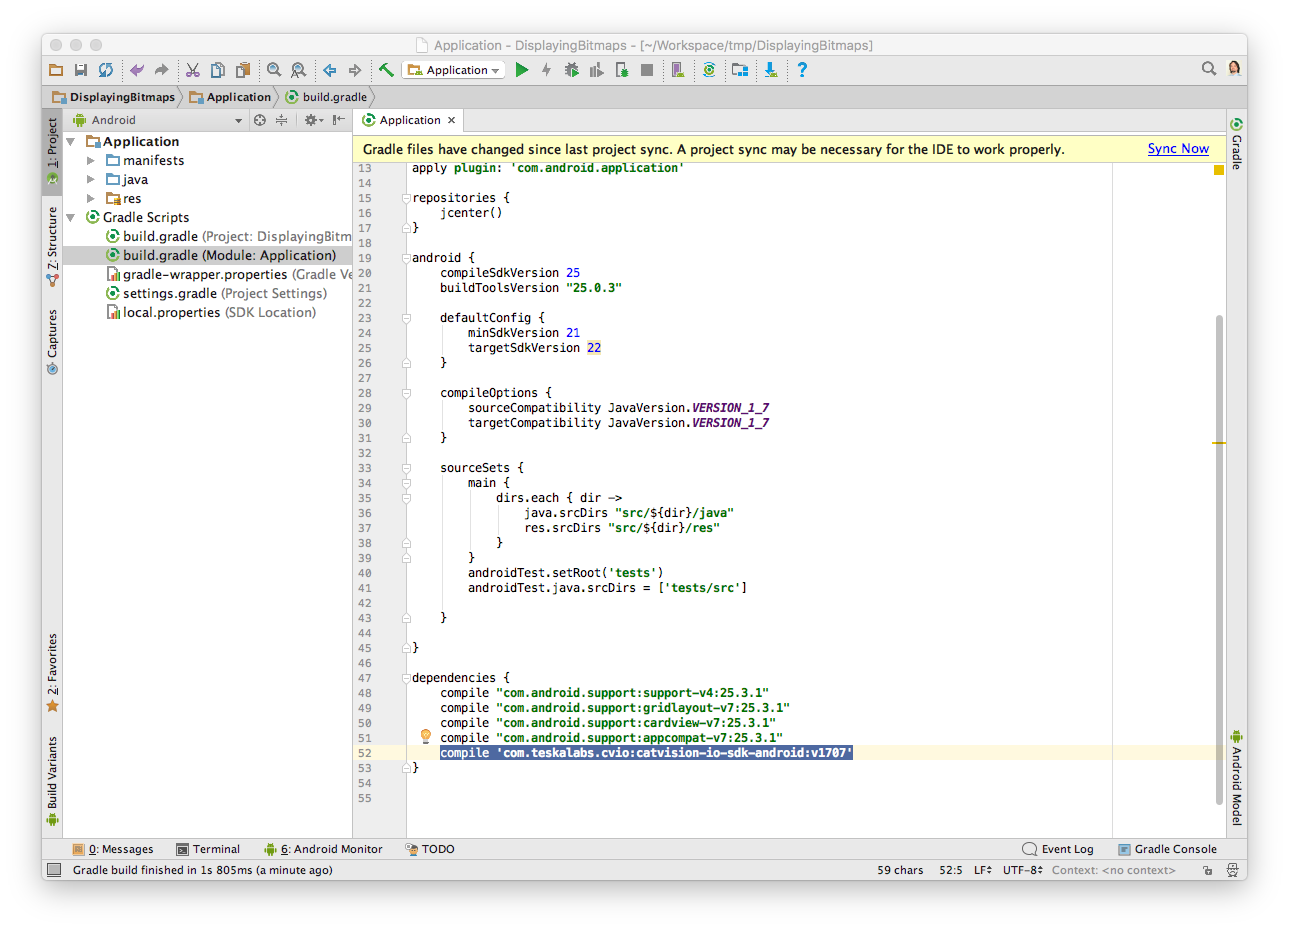 Application - DisplayingBitmaps - [~/Workspace/tmp/DisplayingBitmaps]
Application
DisplayingBitmaps Application build.gradle
1: Project
Z: Structure
Captures
2: Favorites
Build Variants
Android
Application
manifests
java
res
Gradle Scripts
build.gradle (Project: DisplayingBitm
build.gradle (Module: Application)
gradle-wrapper.properties (Gradle Ve
settings.gradle (Project Settings)
local.properties (SDK Location)
Application
Gradle files have changed since last project sync. A project sync may be necessary for the IDE to work properly. Sync Now
13 apply plugin: 'com.android.application'
14
15 repositories {
16 jcenter()
17 }
18
19 android {
20 compileSdkVersion 25
21 buildToolsVersion "25.0.3"
22
23 defaultConfig {
24 minSdkVersion 21
25 targetSdkVersion 22
26 }
27
28 compileOptions {
29 sourceCompatibility JavaVersion.VERSION_1_7
30 targetCompatibility JavaVersion.VERSION_1_7
31 }
32
33 sourceSets {
34 main {
35 dirs.each { dir ->
36 java.srcDirs "src/${dir}/java"
37 res.srcDirs "src/${dir}/res"
38 }
39 }
40 androidTest.setRoot('tests')
41 androidTest.java.srcDirs = ['tests/src']
42
43 }
44
45 }
46
47 dependencies {
48 compile "com.android.support:support-v4:25.3.1"
49 compile "com.android.support:gridlayout-v7:25.3.1"
50 compile "com.android.support:cardview-v7:25.3.1"
51 compile "com.android.support:appcompat-v7:25.3.1"
52 compile 'com.teskalabs.cvio:catvision-io-sdk-android:v1707'
53 }
54
55
Gradle
Android Model
0: Messages Terminal 6: Android Monitor TODO Event Log Gradle Console
Gradle build finished in 1s 805ms (a minute ago) 59 chars 52:5 LF UTF-8 Context: <no context>